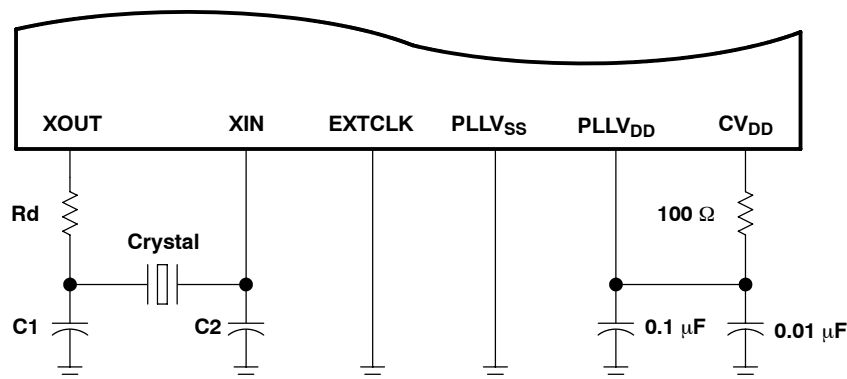 XOUT XIN EXTCLK PLLVSS PLLVDD CVDD
Rd 100 Ω
Crystal
C1 C2 0.1 μF 0.01 μF